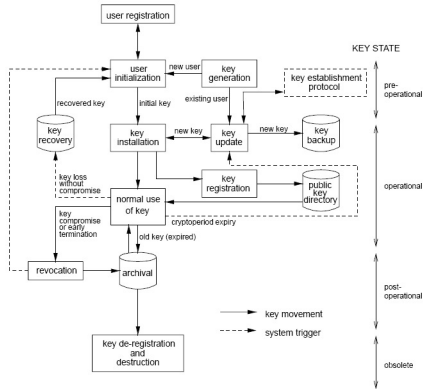 user registration
KEY STATE
user
initialization
new user
key
generation
key establishment
protocol
pre-
operational
recovered key
initial key
existing user
key
recovery
key
installation
new key
key
update
new key
key
backup
key loss
without
compromise
key
registration
public
key
directory
operational
normal use
of key
cryptoperiod expiry
key
compromise
or early
termination
old key (expired)
revocation
archival
post-
operational
key movement
system trigger
key de-registration
and
destruction
obsolete